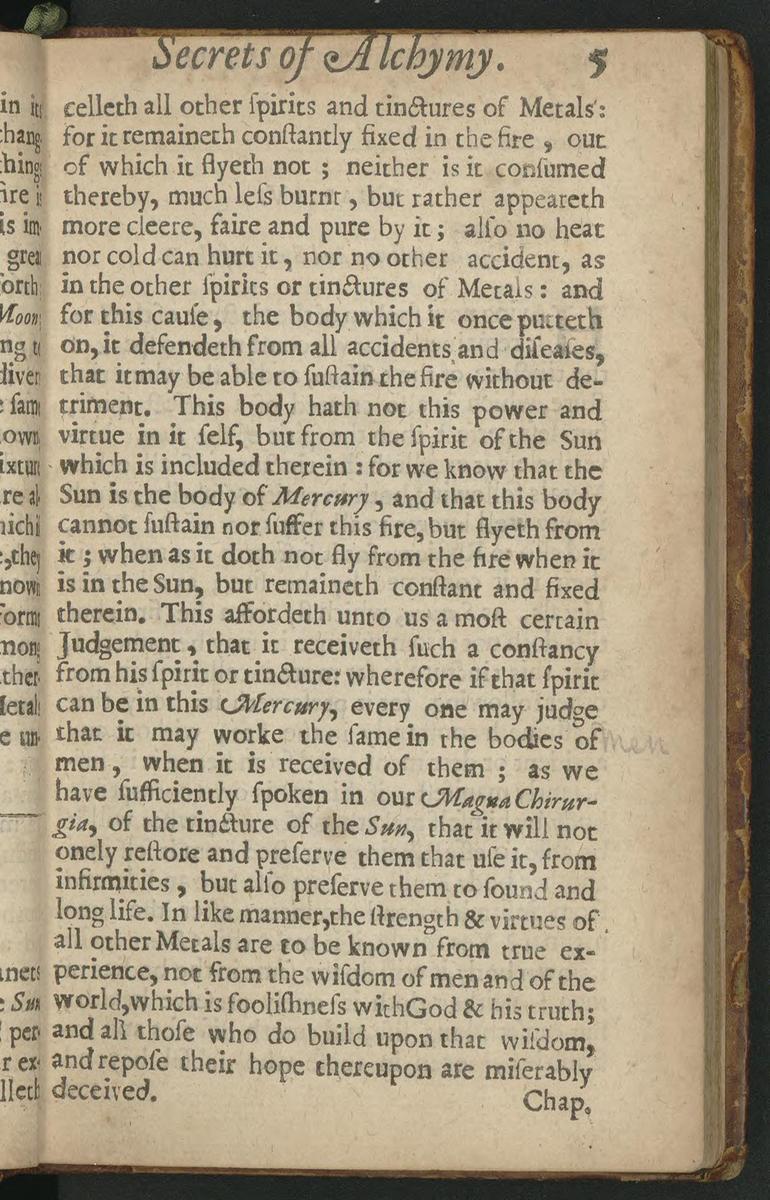 Secrets of Alchymy. 5
celleth all other ſpirits and tinctures of Metals:
for it remaineth conſtantly fixed in the fire , out
of which it flyeth not ; neither is it conſumed
thereby, much leſs burnt , but rather appeareth
more cleere, faire and pure by it ; alſo no heat
nor cold can hurt it , nor no other accident, as
in the other ſpirits or tinctures of Metals : and
for this cauſe , the body which it once putteth
on, it defendeth from all accidents and diſeaſes,
that it may be able to ſuſtain the fire without de-
triment. This body hath not this power and
virtue in it ſelf, but from the ſpirit of the Sun
which is included therein : for we know that the
Sun is the body of Mercury , and that this body
cannot ſuſtain nor ſuffer this fire, but flyeth from
it ; when as it doth not fly from the fire when it
is in the Sun, but remaineth conſtant and fixed
therein. This affordeth unto us a moſt certain
Judgement , that it receiveth ſuch a conſtancy
from his ſpirit or tincture: wherefore if that ſpirit
can be in this Mercury, every one may judge
that it may worke the ſame in the bodies of men
men , when it is received of them ; as we
have ſufficiently ſpoken in our Magna Chirur-
gia, of the tincture of the Sun, that it will not
onely reſtore and preſerve them that uſe it, from
infirmities , but alſo preſerve them to ſound and
long life. In like manner, the ſtrength & virtues of
all other Metals are to be known from true ex-
perience, not from the wiſdom of men and of the
world, which is fooliſhneſs with God & his truth;
and all thoſe who do build upon that wiſdom,
and repoſe their hope thereupon are miſerably
deceived.
Chap.